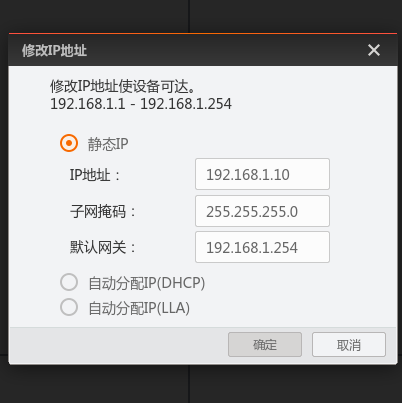 修改IP地址
修改IP地址使设备可达。
192.168.1.1 - 192.168.1.254
静态IP
IP地址： 192.168.1.10
子网掩码： 255.255.255.0
默认网关： 192.168.1.254
自动分配IP(DHCP)
自动分配IP(LLA)
确定 取消